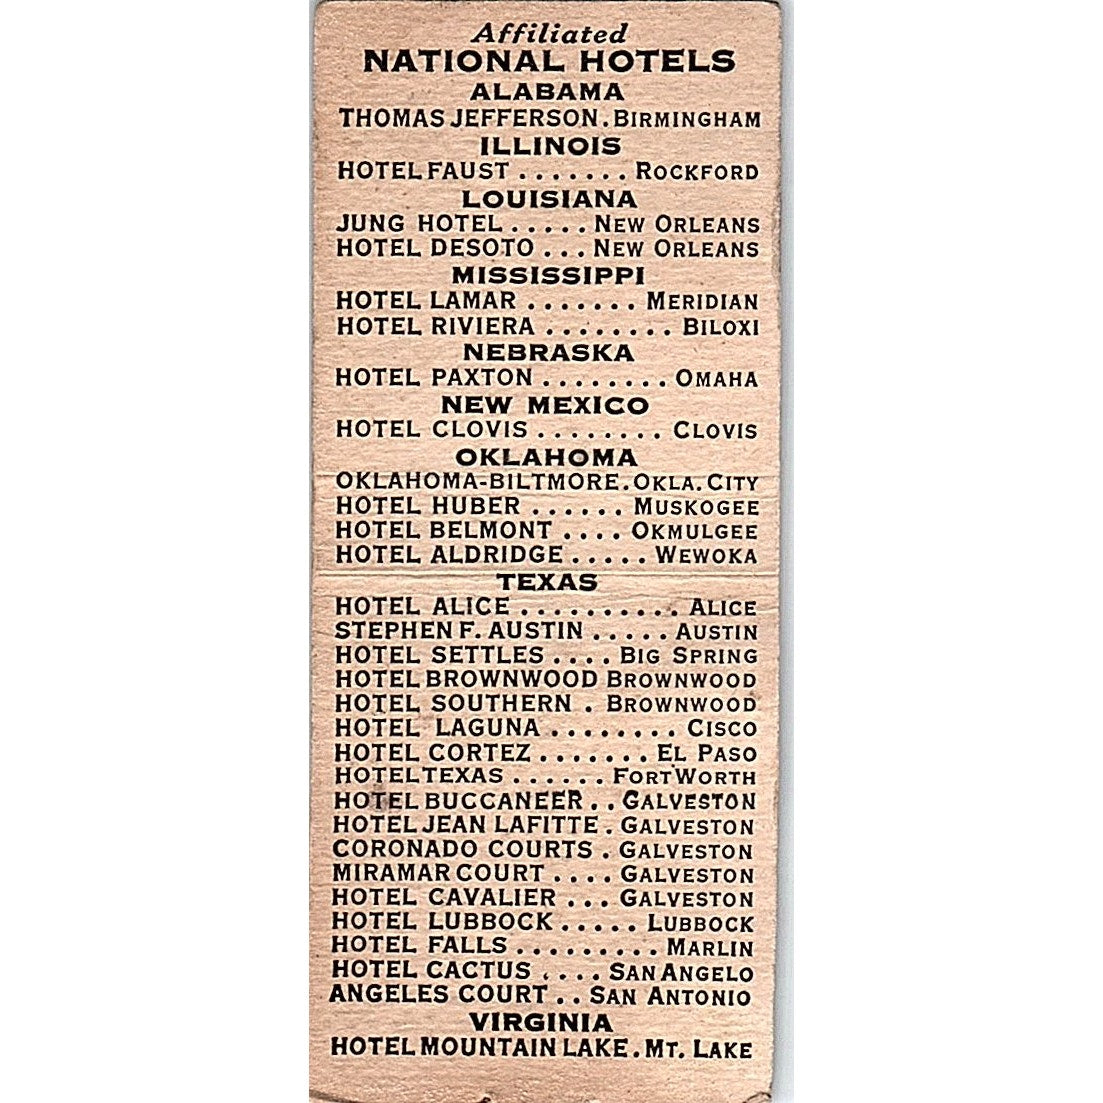 Affiliated
NATIONAL HOTELS
ALABAMA
THOMAS JEFFERSON . BIRMINGHAM
ILLINOIS
HOTEL FAUST . . . . . . . ROCKFORD
LOUISIANA
JUNG HOTEL . . . . . NEW ORLEANS
HOTEL DESOTO . . . NEW ORLEANS
MISSISSIPPI
HOTEL LAMAR . . . . . . . MERIDIAN
HOTEL RIVIERA . . . . . . . . BILOXI
NEBRASKA
HOTEL PAXTON . . . . . . . . OMAHA
NEW MEXICO
HOTEL CLOVIS . . . . . . . . CLOVIS
OKLAHOMA
OKLAHOMA-BILTMORE . OKLA. CITY
HOTEL HUBER . . . . . . MUSKOGEE
HOTEL BELMONT . . . . OKMULGEE
HOTEL ALDRIDGE . . . . . WEWOKA
TEXAS
HOTEL ALICE . . . . . . . . . . ALICE
STEPHEN F. AUSTIN . . . . . AUSTIN
HOTEL SETTLES . . . . BIG SPRING
HOTEL BROWNWOOD BROWNWOOD
HOTEL SOUTHERN . BROWNWOOD
HOTEL LAGUNA . . . . . . . . CISCO
HOTEL CORTEZ . . . . . . . EL PASO
HOTEL TEXAS . . . . . . FORT WORTH
HOTEL BUCCANEER . . GALVESTON
HOTEL JEAN LAFITTE . GALVESTON
CORONADO COURTS . GALVESTON
MIRAMAR COURT . . . . GALVESTON
HOTEL CAVALIER . . . GALVESTON
HOTEL LUBBOCK . . . . . LUBBOCK
HOTEL FALLS . . . . . . . . . MARLIN
HOTEL CACTUS . . . . SAN ANGELO
ANGELES COURT . . SAN ANTONIO
VIRGINIA
HOTEL MOUNTAIN LAKE . MT. LAKE